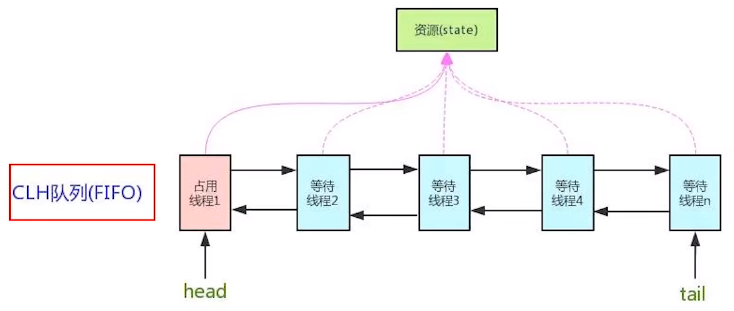 资源(state)
CLH队列(FIFO)
占用
线程1
等待
线程2
等待
线程3
等待
线程4
等待
线程n
head
tail